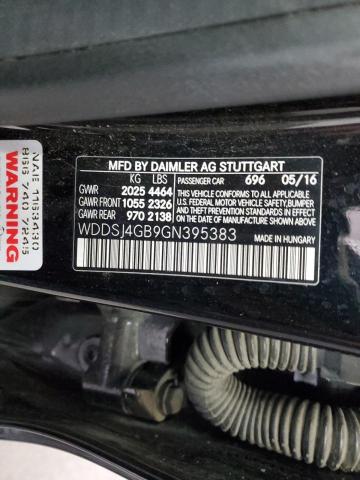 MFD BY DAIMLER AG STUTTGART
KG LBS
PASSENGER CAR 696 05/16
GVWR 2025 4464
GAWR FRONT 1055 2326
GAWR REAR 970 2138
THIS VEHICLE CONFORMS TO ALL APPLICABLE
U.S. FEDERAL MOTOR VEHICLE SAFETY, BUMPER
AND THEFT PREVENTION STANDARDS IN EFFECT
ON THE DATE OF MANUFACTURE SHOWN ABOVE
WDDSJ4GB9GN395383
MADE IN HUNGARY
WARNING